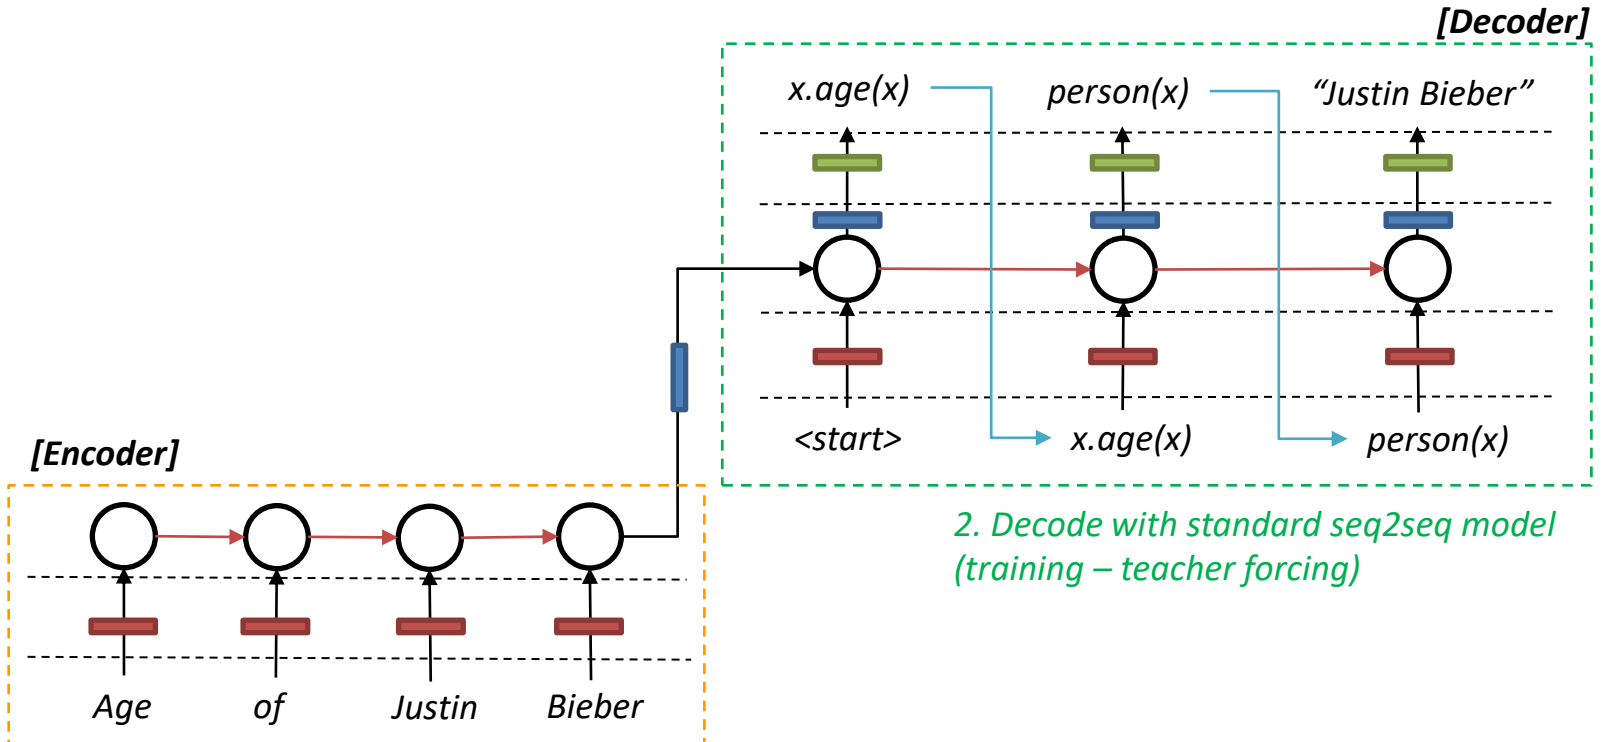 [Decoder]
x.age(x) person(x) “Justin Bieber”
<start> x.age(x) person(x)
[Encoder]
2. Decode with standard seq2seq model
(training – teacher forcing)
Age of Justin Bieber